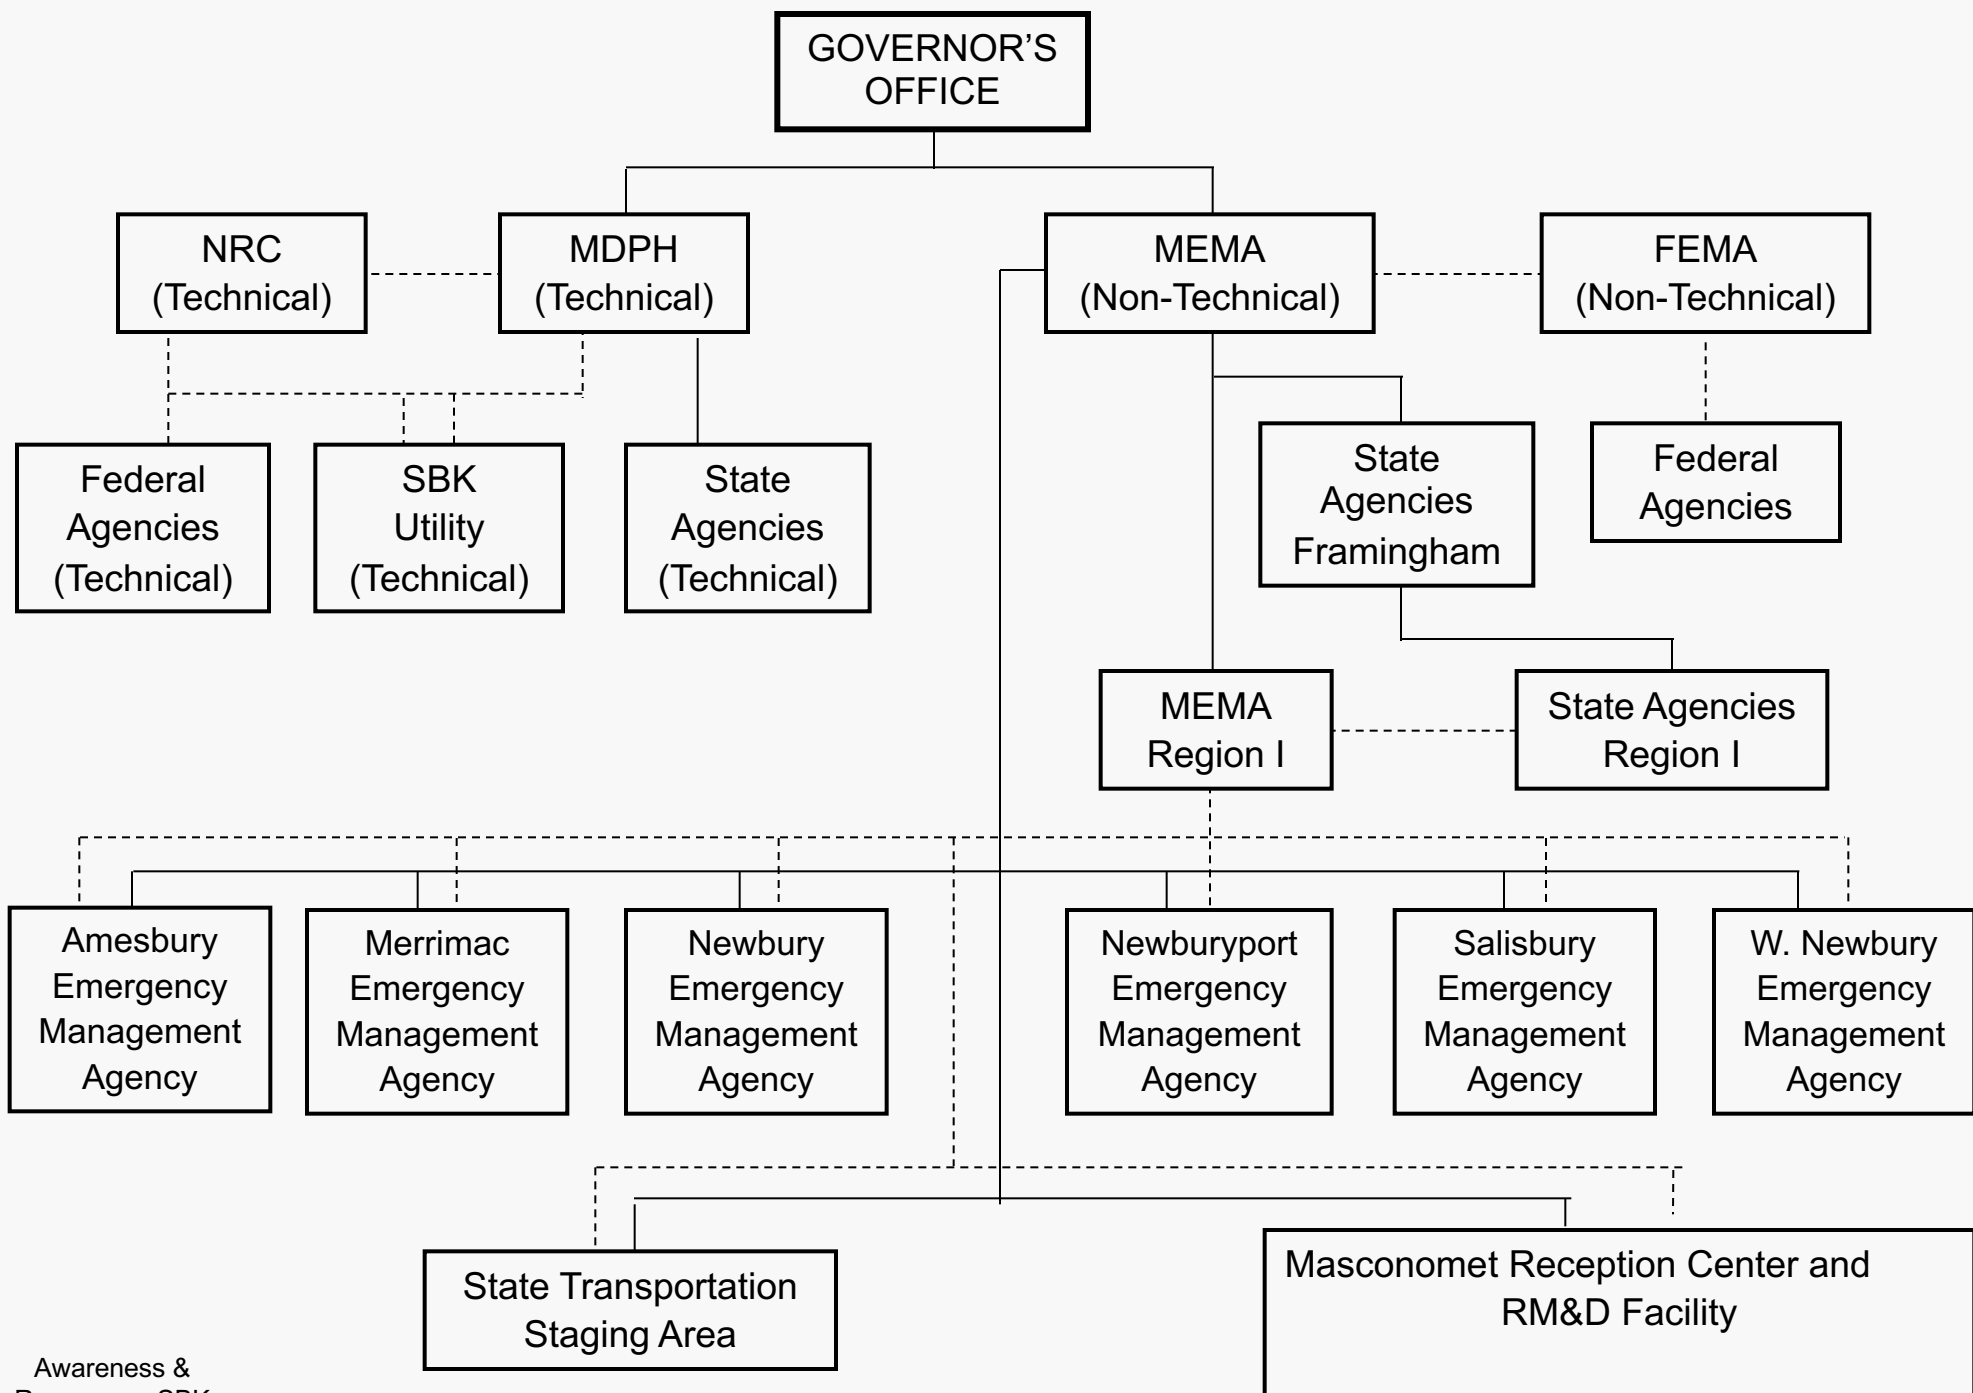 GOVERNOR’S
OFFICE
NRC
(Technical)
MDPH
(Technical)
MEMA
(Non-Technical)
FEMA
(Non-Technical)
Federal
Agencies
(Technical)
SBK
Utility
(Technical)
State
Agencies
(Technical)
State
Agencies
Framingham
Federal
Agencies
MEMA
Region I
State Agencies
Region I
Amesbury
Emergency
Management
Agency
Merrimac
Emergency
Management
Agency
Newbury
Emergency
Management
Agency
Newburyport
Emergency
Management
Agency
Salisbury
Emergency
Management
Agency
W. Newbury
Emergency
Management
Agency
State Transportation
Staging Area
Masconomet Reception Center and
RM&D Facility
Awareness &
SBK